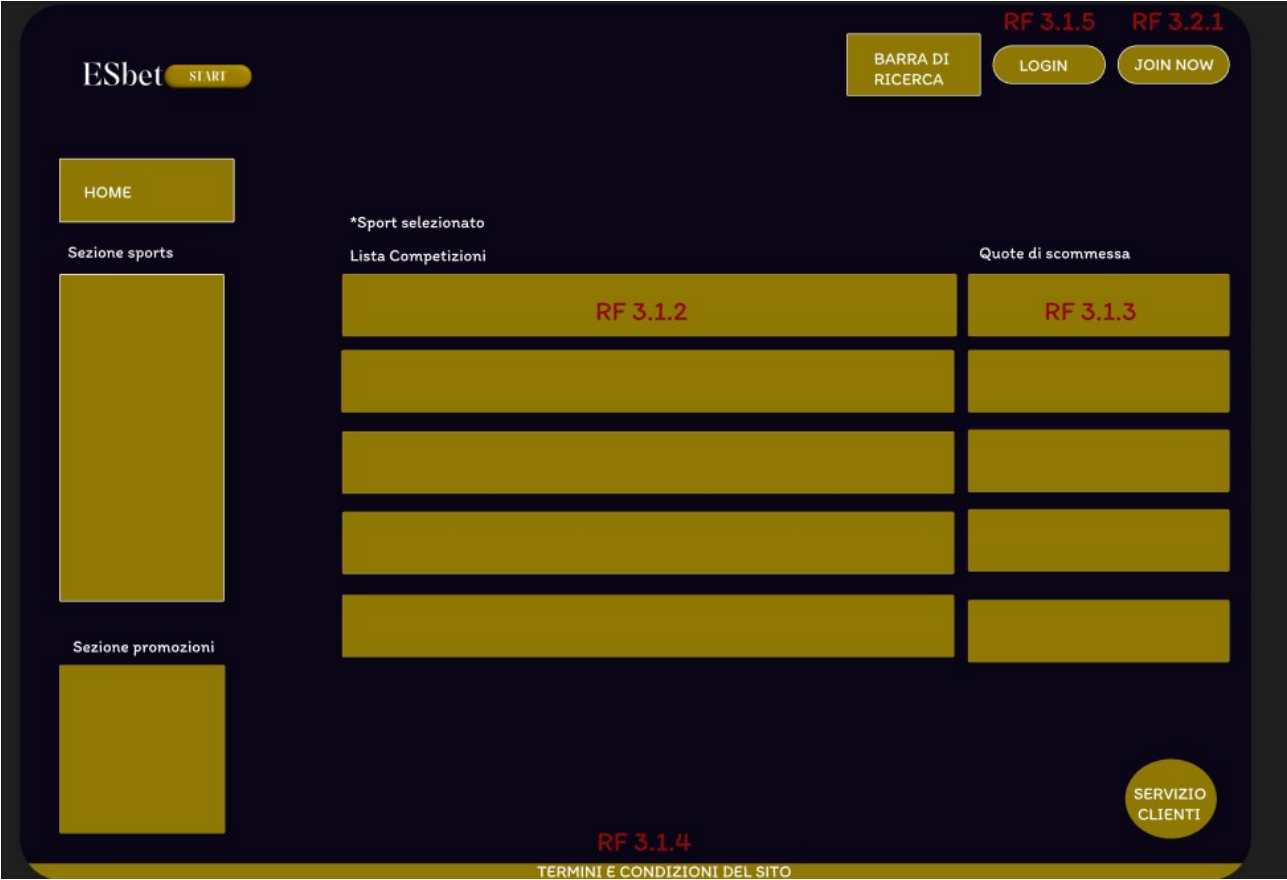 RF 3.1.5 RF 3.2.1
ESbet START
BARRA DI
RICERCA
LOGIN
JOIN NOW
HOME
*Sport selezionato
Sezione sports
Lista Competizioni
Quote di scommessa
RF 3.1.2
RF 3.1.3
Sezione promozioni
SERVIZIO
CLIENTI
RF 3.1.4
TERMINI E CONDIZIONI DEL SITO